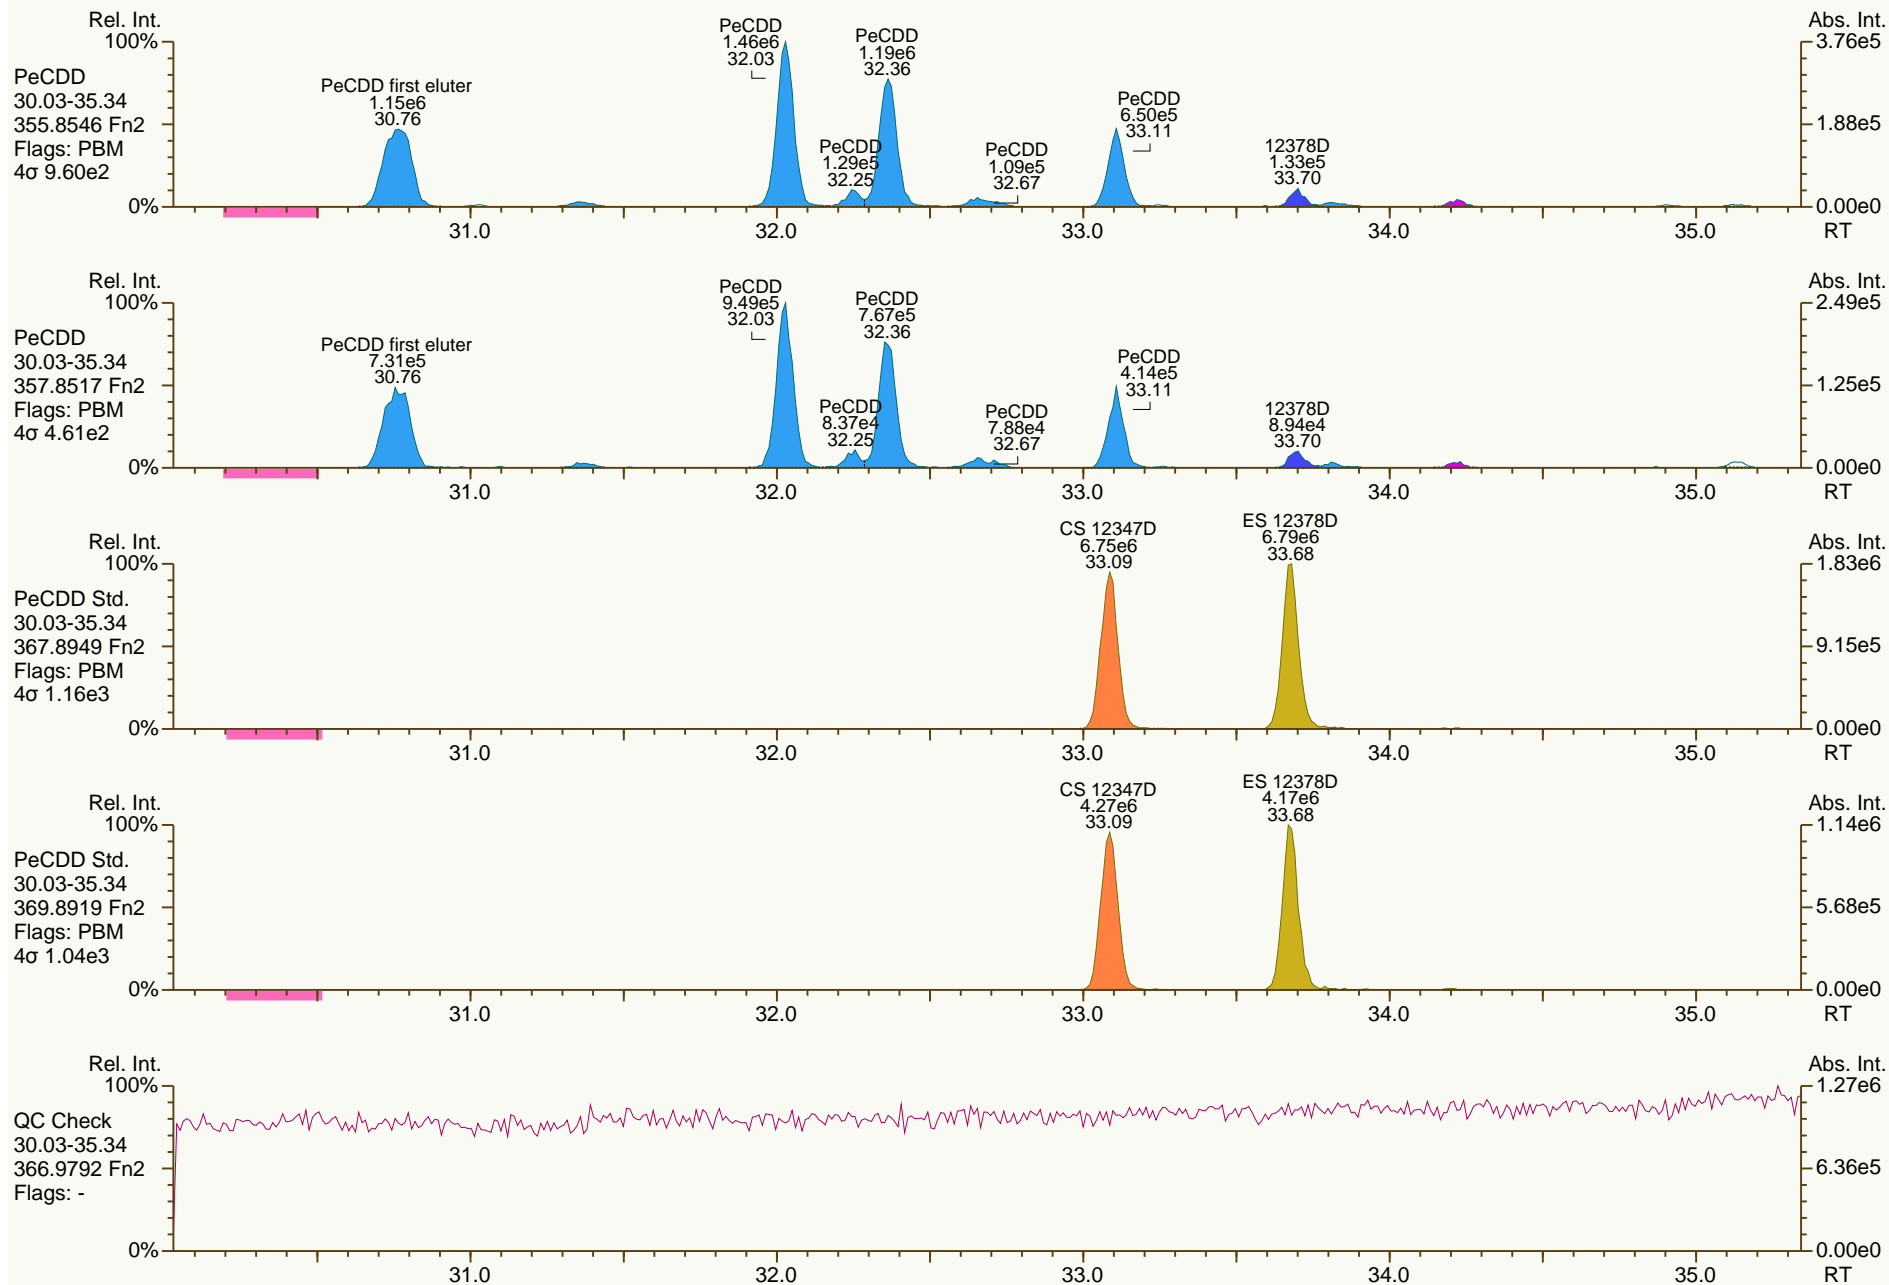 Rel. Int.
100%
0%
PeCDD
30.03-35.34
355.8546 Fn2
Flags: PBM
4σ 9.60e2
PeCDD first eluter
1.15e6
30.76
PeCDD
1.46e6
32.03
PeCDD
1.29e5
32.25
PeCDD
1.19e6
32.36
PeCDD
1.09e5
32.67
PeCDD
6.50e5
33.11
12378D
1.33e5
33.70
Abs. Int.
3.76e5
1.88e5
0.00e0
31.0 32.0 33.0 34.0 35.0 RT
Rel. Int.
100%
0%
PeCDD
30.03-35.34
357.8517 Fn2
Flags: PBM
4σ 4.61e2
PeCDD first eluter
7.31e5
30.76
PeCDD
9.49e5
32.03
PeCDD
8.37e4
32.25
PeCDD
7.67e5
32.36
PeCDD
7.88e4
32.67
PeCDD
4.14e5
33.11
12378D
8.94e4
33.70
Abs. Int.
2.49e5
1.25e5
0.00e0
31.0 32.0 33.0 34.0 35.0 RT
Rel. Int.
100%
0%
PeCDD Std.
30.03-35.34
367.8949 Fn2
Flags: PBM
4σ 1.16e3
CS 12347D
6.75e6
33.09
ES 12378D
6.79e6
33.68
Abs. Int.
1.83e6
9.15e5
0.00e0
31.0 32.0 33.0 34.0 35.0 RT
Rel. Int.
100%
0%
PeCDD Std.
30.03-35.34
369.8919 Fn2
Flags: PBM
4σ 1.04e3
CS 12347D
4.27e6
33.09
ES 12378D
4.17e6
33.68
Abs. Int.
1.14e6
5.68e5
0.00e0
31.0 32.0 33.0 34.0 35.0 RT
Rel. Int.
100%
0%
QC Check
30.03-35.34
366.9792 Fn2
Flags: -
Abs. Int.
1.27e6
6.36e5
0.00e0
31.0 32.0 33.0 34.0 35.0 RT